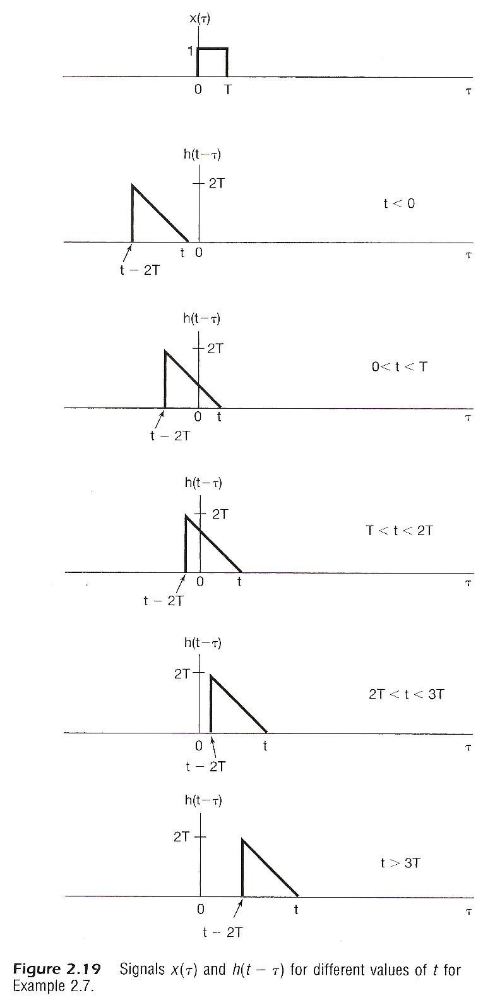 x(τ)
1
0 T τ
h(t−τ)
2T
t < 0
t 0 τ
t − 2T
h(t−τ)
2T
0< t < T
0 t τ
t − 2T
h(t−τ)
2T
T < t < 2T
0 t τ
t − 2T
h(t−τ)
2T
2T < t < 3T
0 t τ
t − 2T
h(t−τ)
2T
t > 3T
0 t τ
t − 2T
Figure 2.19 Signals x(τ) and h(t − τ) for different values of t for
Example 2.7.